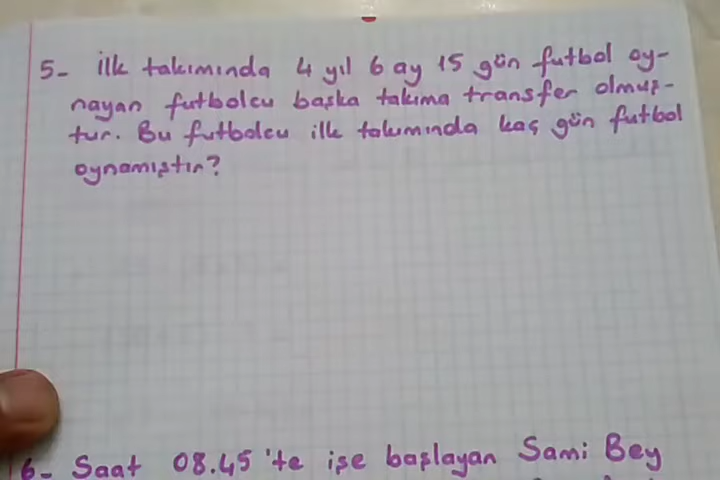 5- İlk takımında 4 yıl 6 ay 15 gün futbol oy-
nayan futbolcu başka takıma transfer olmuş-
tur. Bu futbolcu ilk takımında kaç gün futbol
oynamıştır?
6- Saat 08.45'te işe başlayan Sami Bey